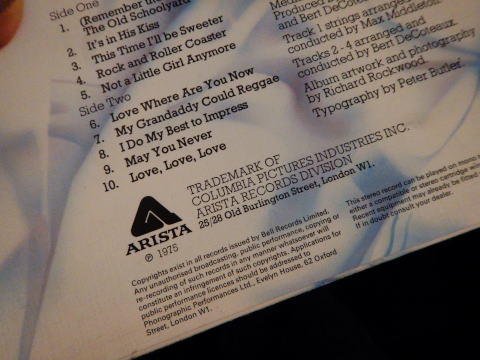 Side One
1. (Remember the
The Old Schoolyard
2. It's in His Kiss
3. This Time I'll be Sweeter
4. Rock and Roller Coaster
5. Not a Little Girl Anymore
Side Two
6. Love Where Are You Now
7. My Grandaddy Could Reggae
8. I Do My Best to Impress
9. May You Never
10. Love, Love, Love
and Bert DeCoteaux.
Track 1 strings arranged
conducted by Max Middleton.
Tracks 2 - 4 arranged and
conducted by Bert DeCoteaux.
Album artwork and photography
by Richard Rockwood.
Typography by Peter Butler.
TRADEMARK OF
COLUMBIA PICTURES INDUSTRIES INC.
ARISTA RECORDS DIVISION
25/28 Old Burlington Street, London W1.
ARISTA
℗ 1975
Copyrights exist in all records issued by Bell Records Limited.
Any unauthorised broadcasting, public performance, copying or
re-recording of such records in any manner whatsoever will
constitute an infringement of such copyrights. Applications for
public performance licences should be addressed to
Phonographic Performances Ltd., Evelyn House, 62 Oxford
Street, London W1.
This stereo record can be played on mono
either a compatible or stereo cartridge
Recent equipment may already be fitted
If in doubt consult your dealer.